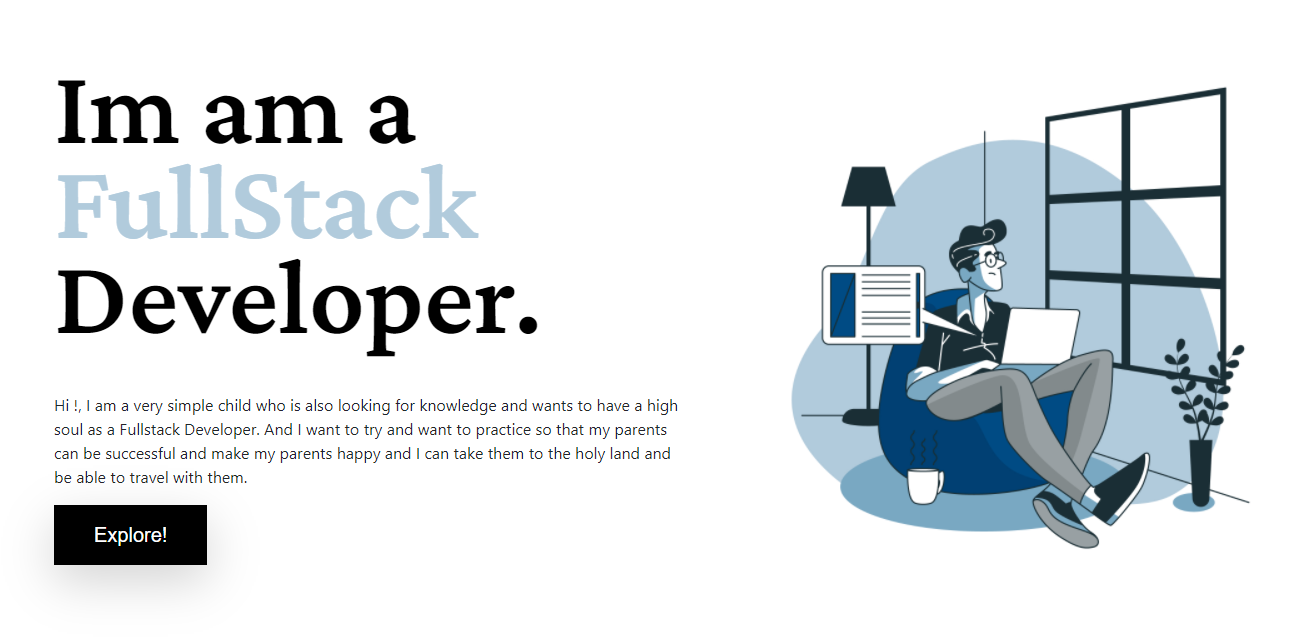 Im am a
FullStack
Developer.
Hi !, I am a very simple child who is also looking for knowledge and wants to have a high
soul as a Fullstack Developer. And I want to try and want to practice so that my parents
can be successful and make my parents happy and I can take them to the holy land and
be able to travel with them.
Explore!